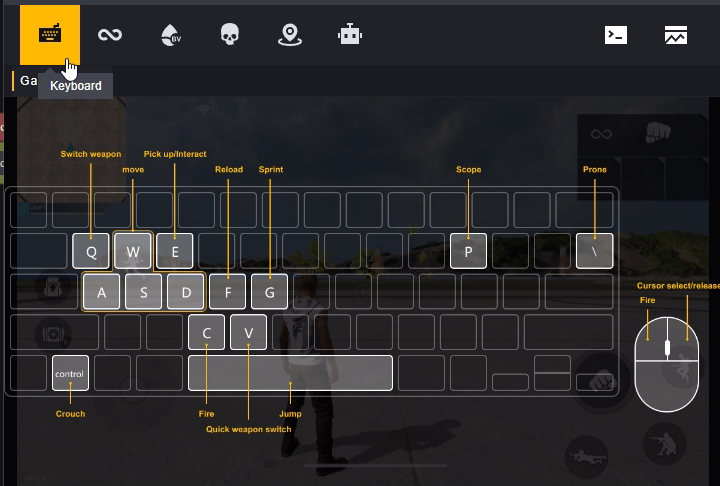 BV
Ga
Keyboard
Switch weapon
Pick up/Interact
move
Reload
Sprint
Scope
Prone
Q
W
E
P
\
A
S
D
F
G
Cursor select/release
Fire
C
V
control
Crouch
Fire
Jump
Quick weapon switch